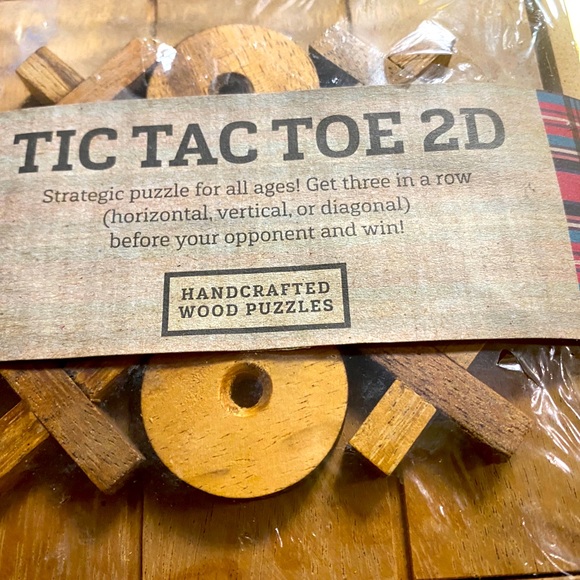 TIC TAC TOE 2D
Strategic puzzle for all ages! Get three in a row
(horizontal, vertical, or diagonal)
before your opponent and win!
HANDCRAFTED
WOOD PUZZLES